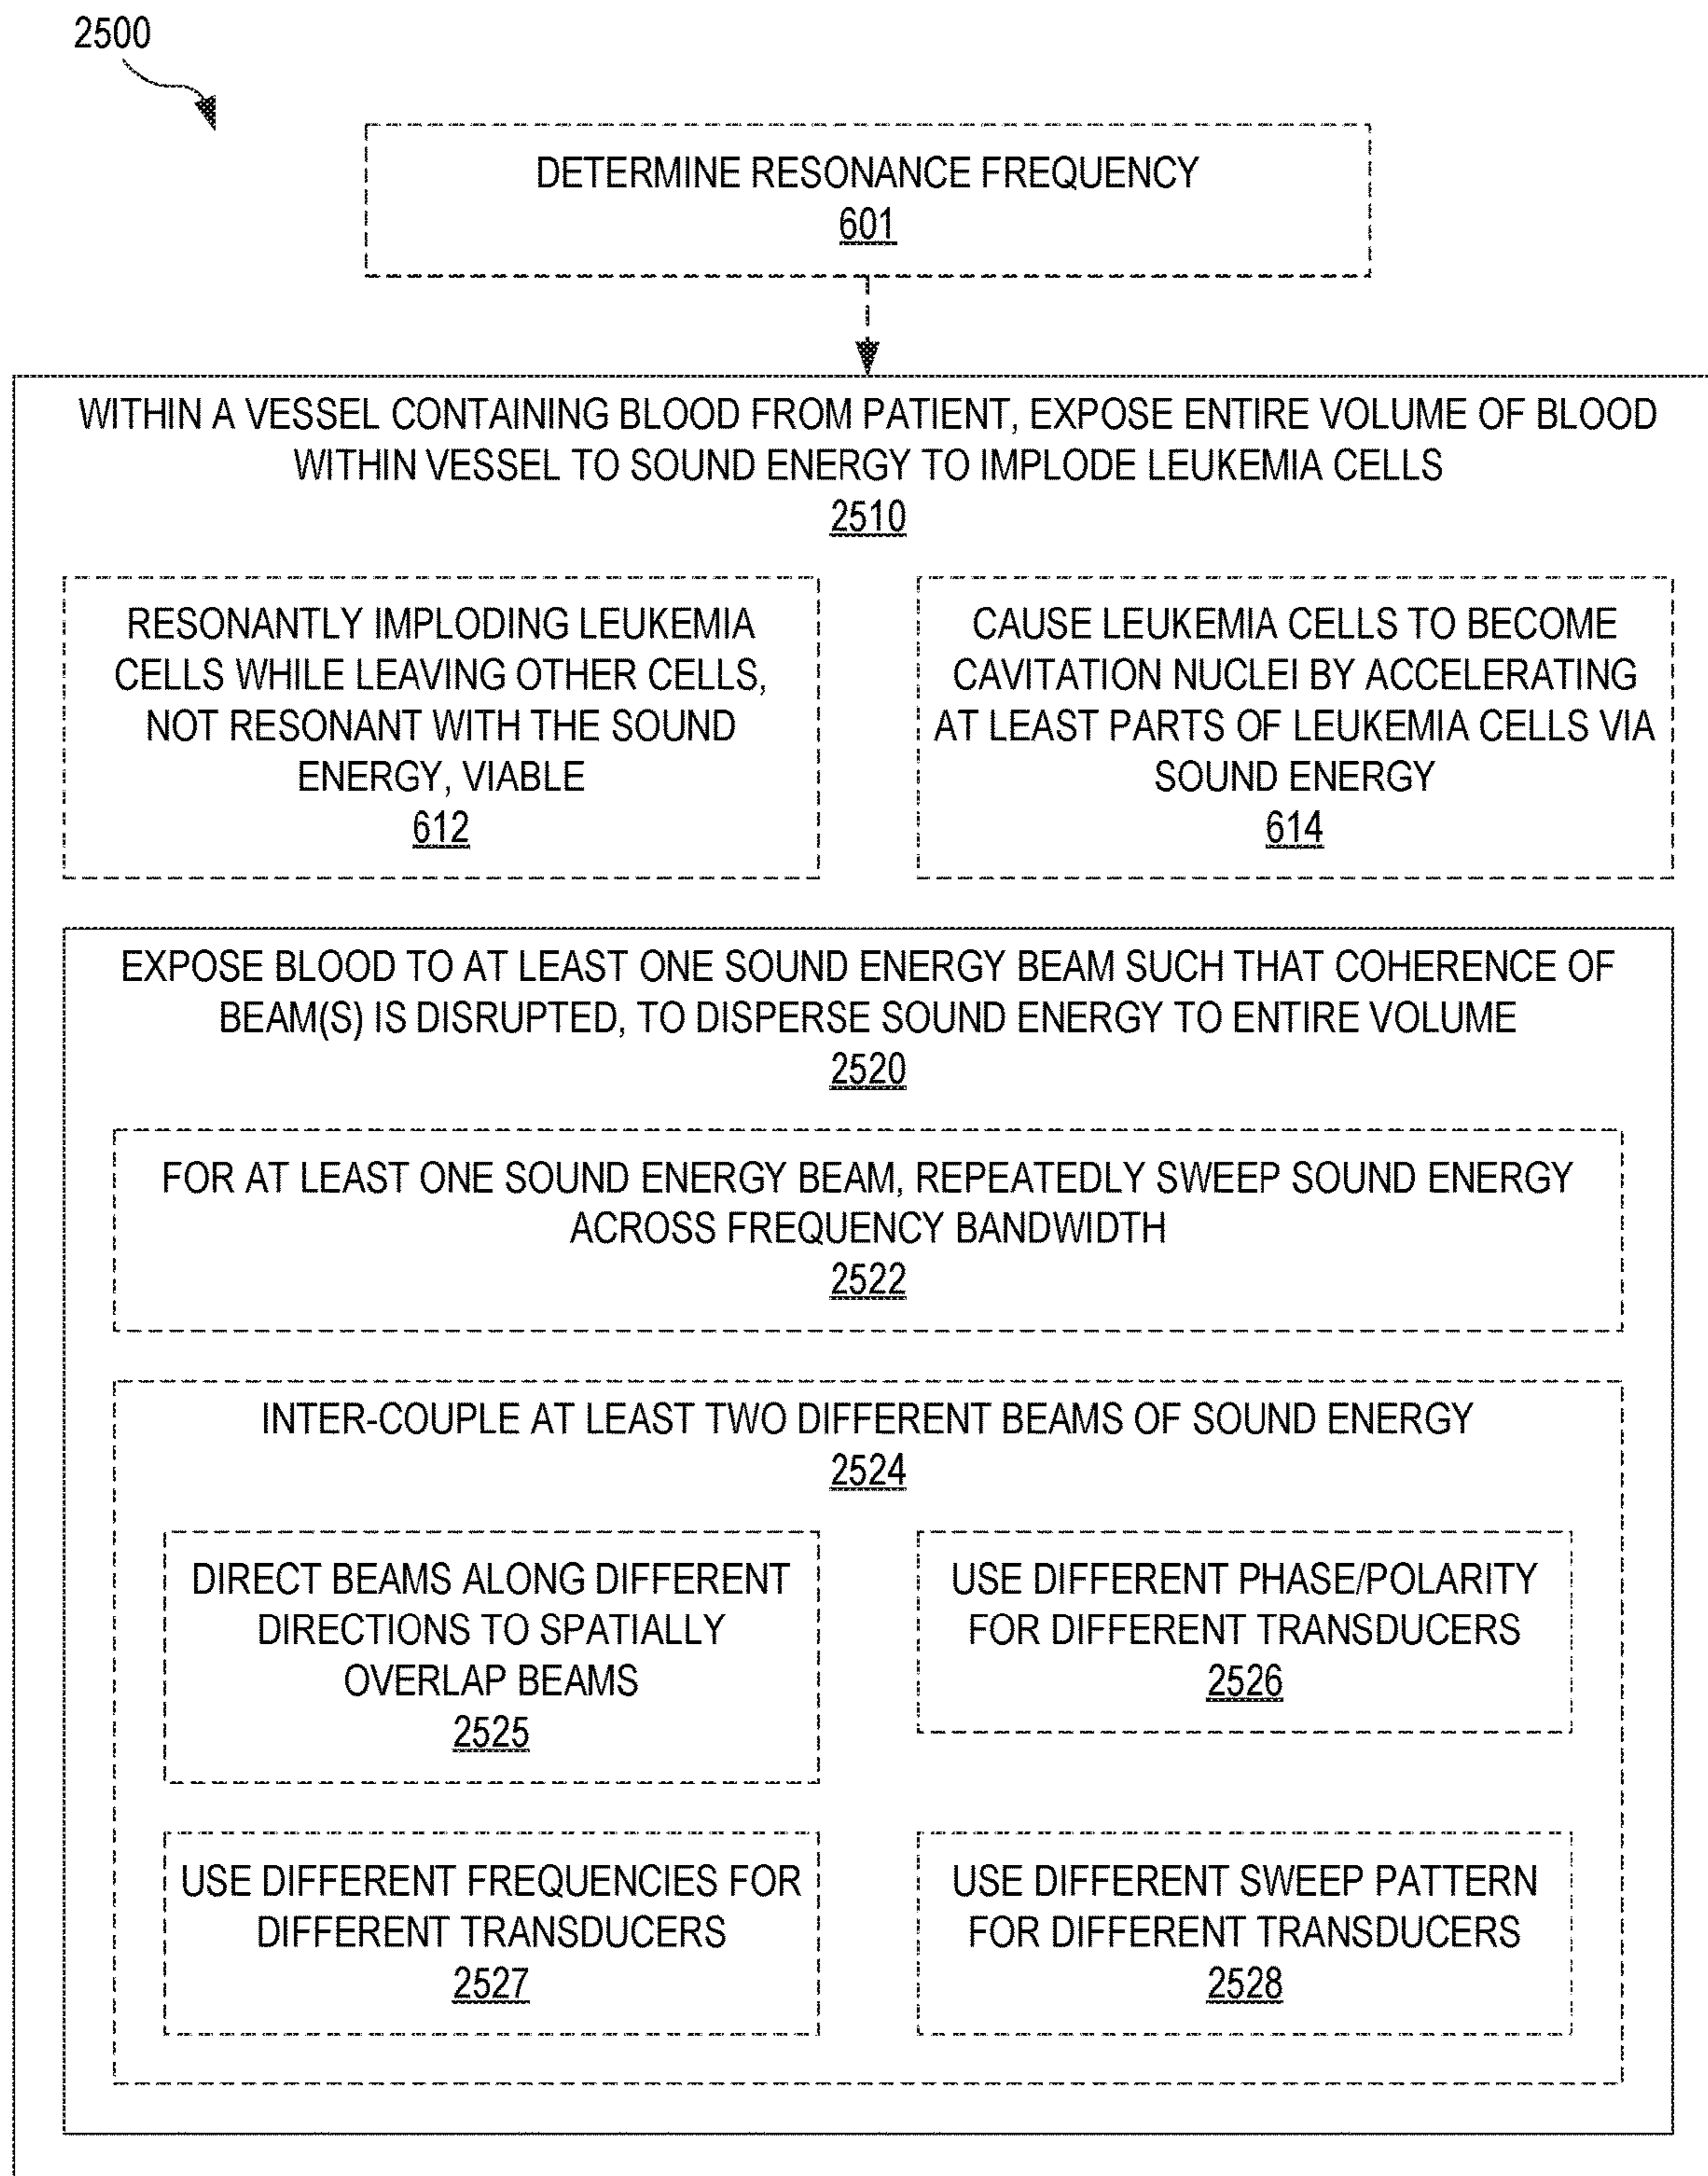 2500
DETERMINE RESONANCE FREQUENCY
601
WITHIN A VESSEL CONTAINING BLOOD FROM PATIENT, EXPOSE ENTIRE VOLUME OF BLOOD
WITHIN VESSEL TO SOUND ENERGY TO IMPLODE LEUKEMIA CELLS
2510
RESONANTLY IMPLODING LEUKEMIA
CELLS WHILE LEAVING OTHER CELLS,
NOT RESONANT WITH THE SOUND
ENERGY, VIABLE
612
CAUSE LEUKEMIA CELLS TO BECOME
CAVITATION NUCLEI BY ACCELERATING
AT LEAST PARTS OF LEUKEMIA CELLS VIA
SOUND ENERGY
614
EXPOSE BLOOD TO AT LEAST ONE SOUND ENERGY BEAM SUCH THAT COHERENCE OF
BEAM(S) IS DISRUPTED, TO DISPERSE SOUND ENERGY TO ENTIRE VOLUME
2520
FOR AT LEAST ONE SOUND ENERGY BEAM, REPEATEDLY SWEEP SOUND ENERGY
ACROSS FREQUENCY BANDWIDTH
2522
INTER-COUPLE AT LEAST TWO DIFFERENT BEAMS OF SOUND ENERGY
2524
DIRECT BEAMS ALONG DIFFERENT
DIRECTIONS TO SPATIALLY
OVERLAP BEAMS
2525
USE DIFFERENT PHASE/POLARITY
FOR DIFFERENT TRANSDUCERS
2526
USE DIFFERENT FREQUENCIES FOR
DIFFERENT TRANSDUCERS
2527
USE DIFFERENT SWEEP PATTERN
FOR DIFFERENT TRANSDUCERS
2528